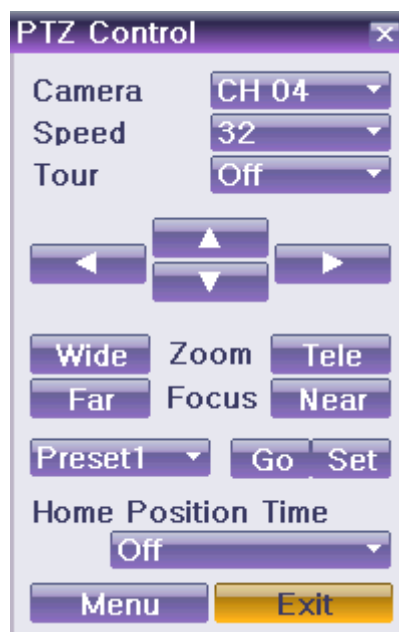 PTZ Control
Camera CH 04
Speed 32
Tour Off
Wide Zoom Tele
Far Focus Near
Preset1 Go Set
Home Position Time
Off
Menu Exit